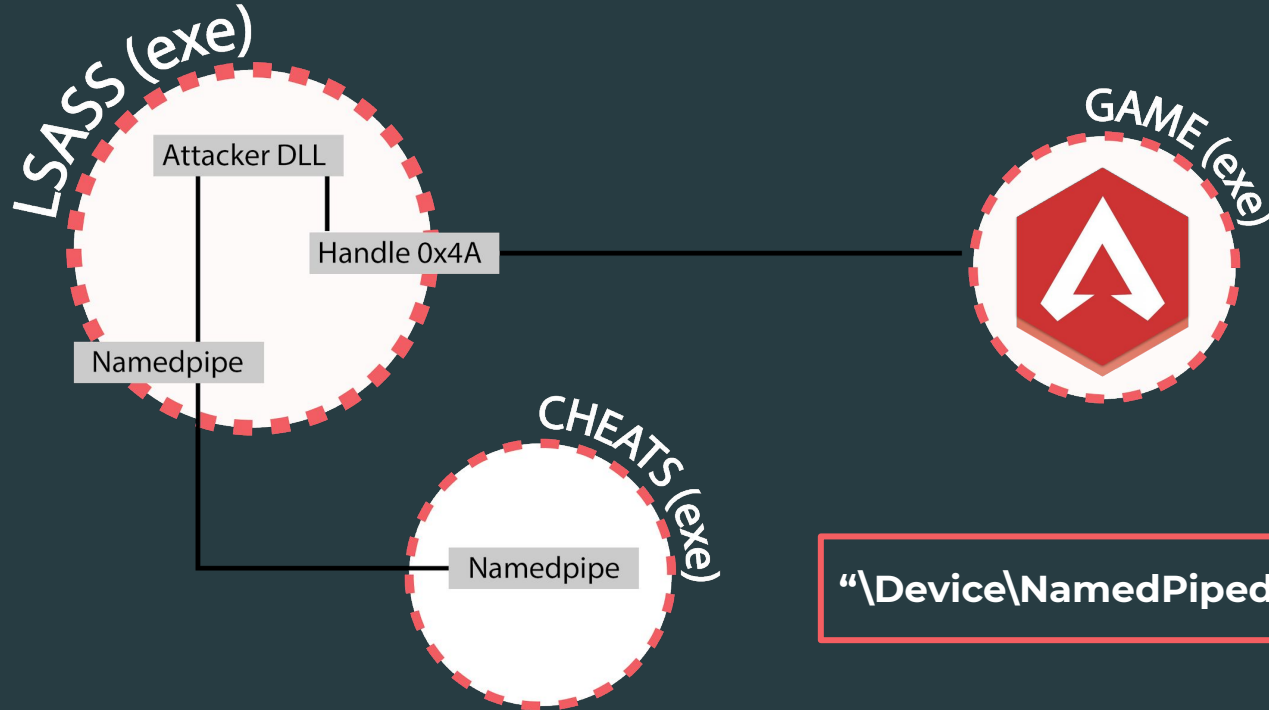 LSASS (exe)
Attacker DLL
Handle 0x4A
Namedpipe
GAME (exe)
CHEATS (exe)
Namedpipe
“\Device\NamedPiped